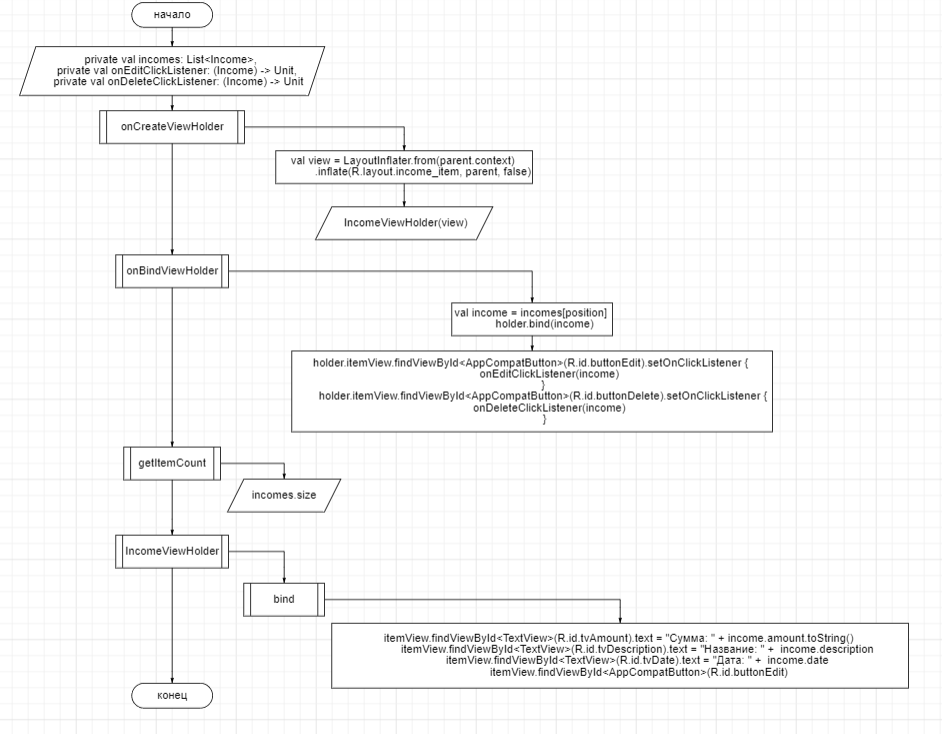 начало
private val incomes: List<Income>,
private val onEditClickListener: (Income) -> Unit,
private val onDeleteClickListener: (Income) -> Unit
onCreateViewHolder
val view = LayoutInflater.from(parent.context)
.inflate(R.layout.income_item, parent, false)
IncomeViewHolder(view)
onBindViewHolder
val income = incomes[position]
holder.bind(income)
holder.itemView.findViewById<AppCompatButton>(R.id.buttonEdit).setOnClickListener {
onEditClickListener(income)
}
holder.itemView.findViewById<AppCompatButton>(R.id.buttonDelete).setOnClickListener {
onDeleteClickListener(income)
}
getItemCount
incomes.size
IncomeViewHolder
bind
itemView.findViewById<TextView>(R.id.tvAmount).text = "Сумма: " + income.amount.toString()
itemView.findViewById<TextView>(R.id.tvDescription).text = "Название: " +  income.description
itemView.findViewById<TextView>(R.id.tvDate).text = "Дата: " +  income.date
itemView.findViewById<AppCompatButton>(R.id.buttonEdit)
конец